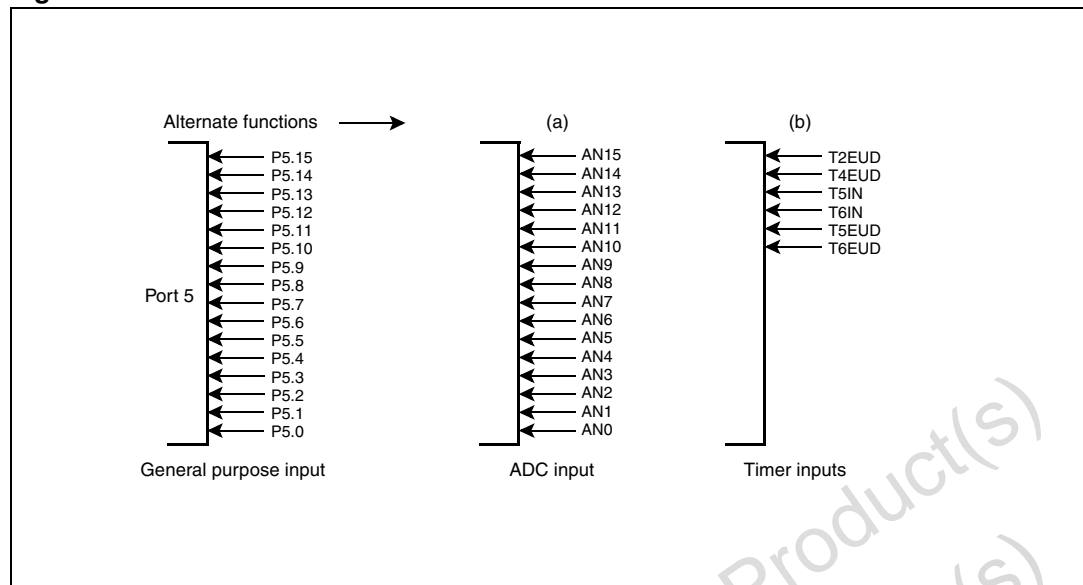 Alternate functions
(a)
(b)
P5.15
P5.14
P5.13
P5.12
P5.11
P5.10
P5.9
P5.8
P5.7
P5.6
P5.5
P5.4
P5.3
P5.2
P5.1
P5.0
Port 5
General purpose input
AN15
AN14
AN13
AN12
AN11
AN10
AN9
AN8
AN7
AN6
AN5
AN4
AN3
AN2
AN1
AN0
ADC input
T2EUD
T4EUD
T5IN
T6IN
T5EUD
T6EUD
Timer inputs
Product(s)